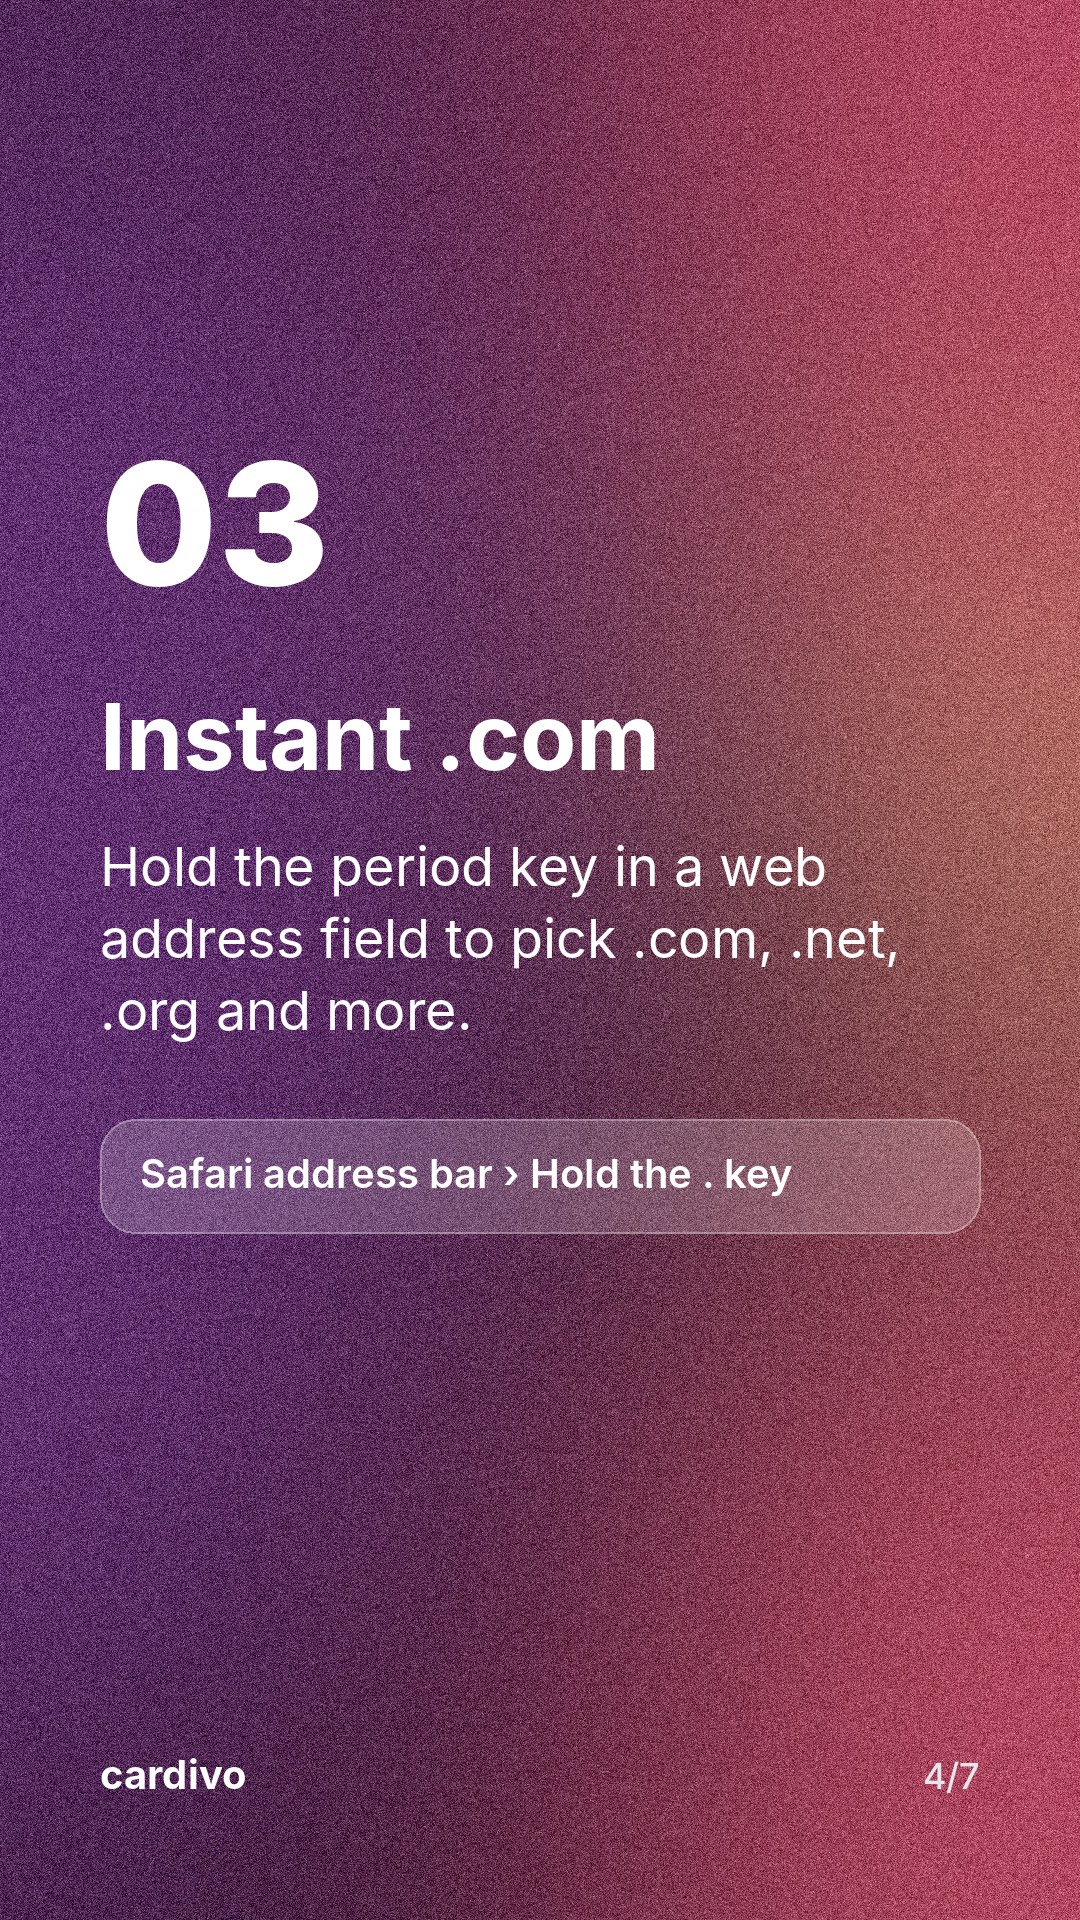 03
Instant .com
Hold the period key in a web
address field to pick .com, .net,
.org and more.
Safari address bar › Hold the . key
cardivo
4/7